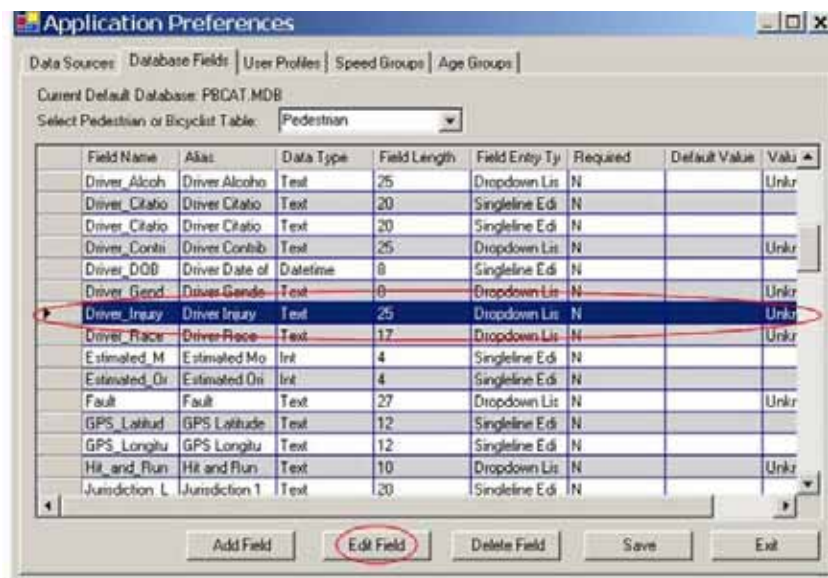 Application Preferences
Data Sources Database Fields User Profiles Speed Groups Age Groups
Current Default Database: PBCAT.MDB
Select Pedestrian or Bicyclist Table: Pedestrian
Field Name Alias Data Type Field Length Field Entry Ty Required Default Value Valu
Driver_Alcoh Driver Alcoho Text 25 Dropdown Lis N Unkr
Driver_Citatio Driver Citatio Text 20 Singleline Edi N
Driver_Citatio Driver Citatio Text 20 Singleline Edi N
Driver_Contri Driver Contrib Text 25 Dropdown Lis N Unkr
Driver_DOB Driver Date of Datetime 8 Singleline Edi N
Driver_Gend Driver Gende Text 8 Dropdown Lis N Unkr
Driver_Injury Driver Injury Text 25 Dropdown Lis N Unkr
Driver_Race Driver Race Text 17 Dropdown Lis N Unkr
Estimated_M Estimated Mo Int 4 Singleline Edi N
Estimated_Or Estimated Ori Int 4 Singleline Edi N
Fault Fault Text 27 Dropdown Lis N Unkr
GPS_Latitud GPS Latitude Text 12 Singleline Edi N
GPS_Longitu GPS Longitu Text 12 Singleline Edi N
Hit_and_Run Hit and Run Text 10 Dropdown Lis N Unkr
Jurisdiction_L Jurisdiction 1 Text 20 Singleline Edi N
Add Field Edit Field Delete Field Save Exit